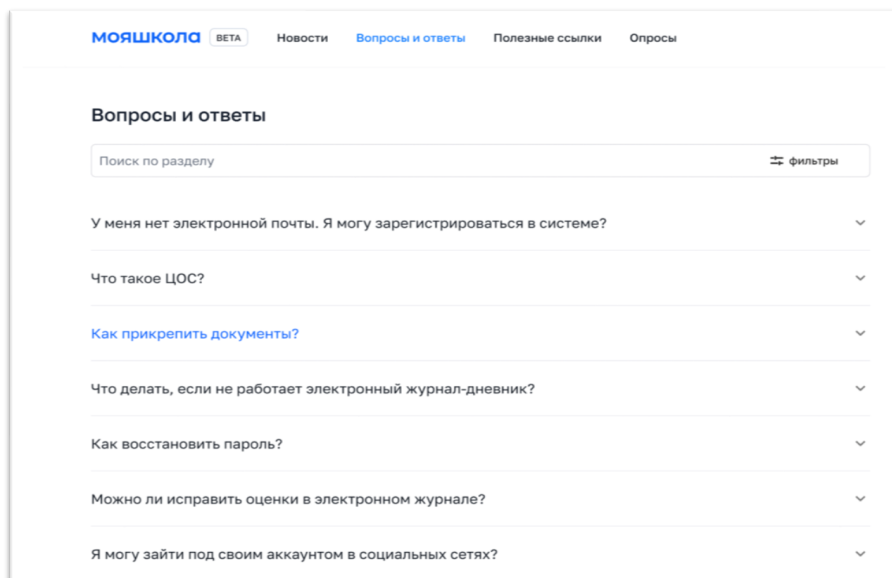 мояшкола BETA Новости Вопросы и ответы Полезные ссылки Опросы
Вопросы и ответы
Поиск по разделу фильтры
У меня нет электронной почты. Я могу зарегистрироваться в системе?
Что такое ЦОС?
Как прикрепить документы?
Что делать, если не работает электронный журнал-дневник?
Как восстановить пароль?
Можно ли исправить оценки в электронном журнале?
Я могу зайти под своим аккаунтом в социальных сетях?